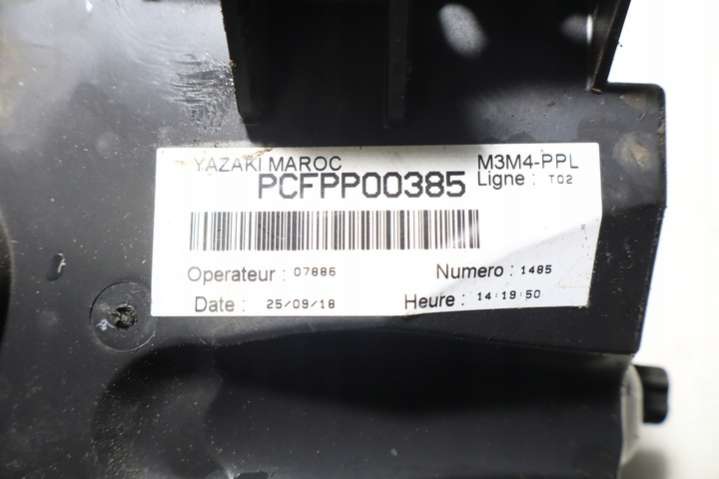 YAZAKI MAROC M3M4-PPL
PCFPP00385 Ligne : T02
Operateur : 07886 Numero : 1485
Date : 25/09/18 Heure : 14:19:50